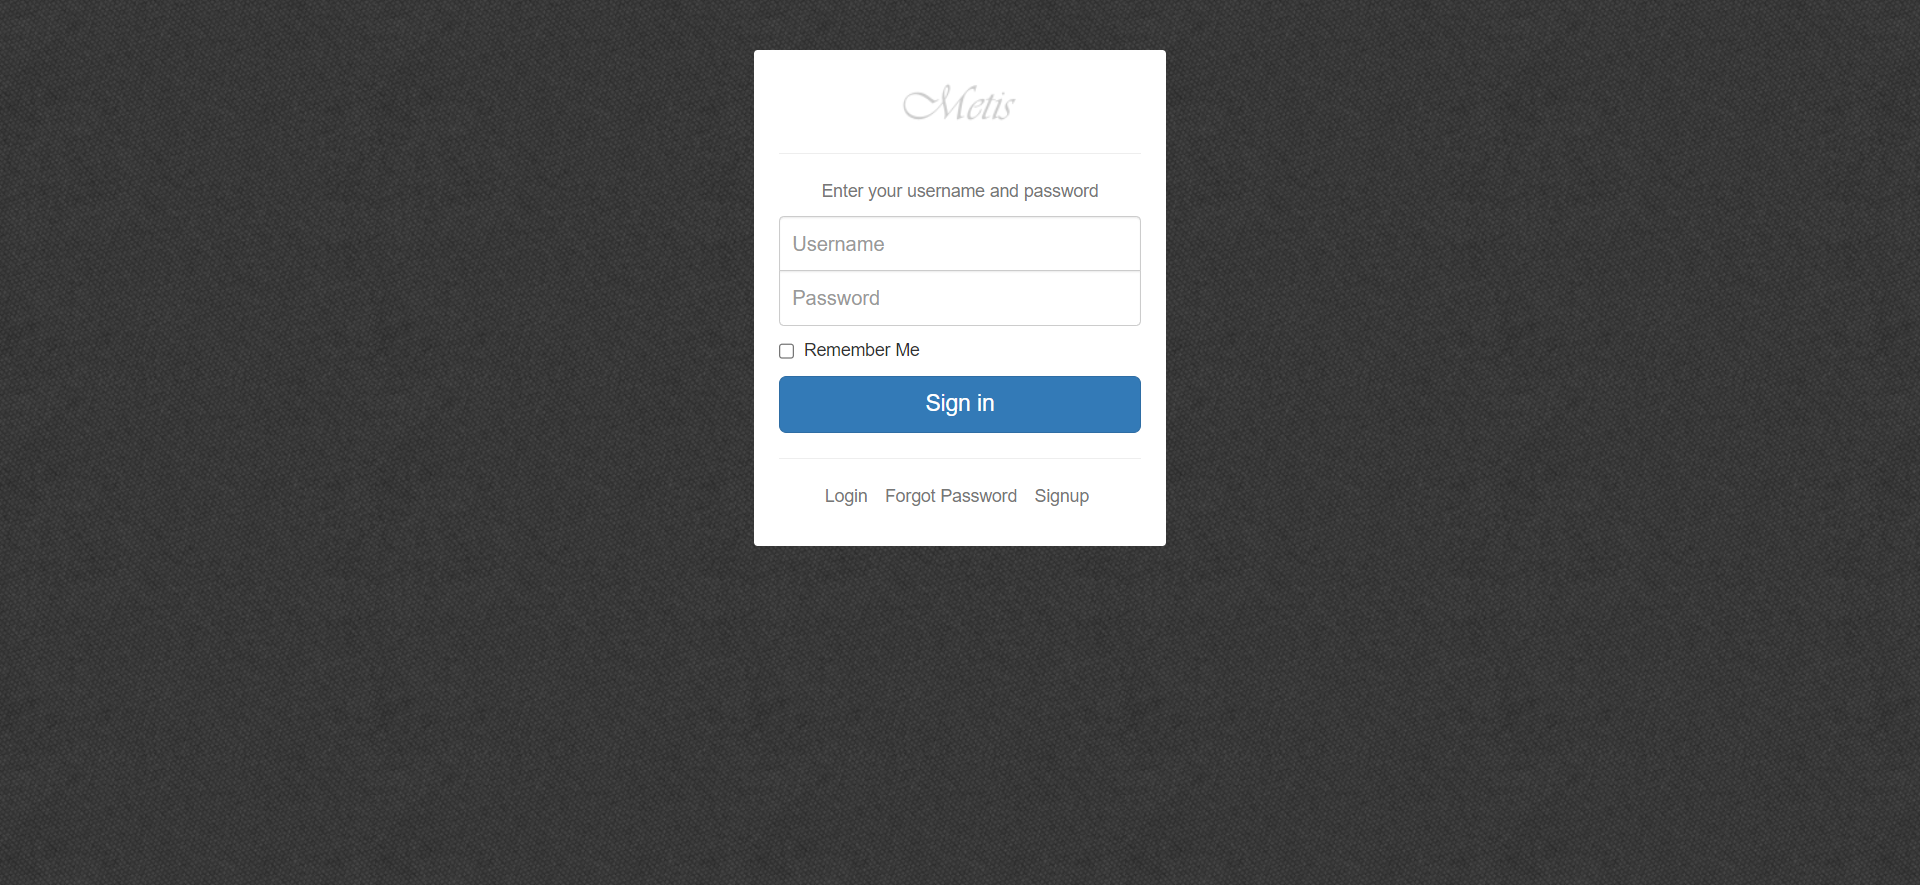 Metis
Enter your username and password
Username
Password
Remember Me
Sign in
Login Forgot Password Signup